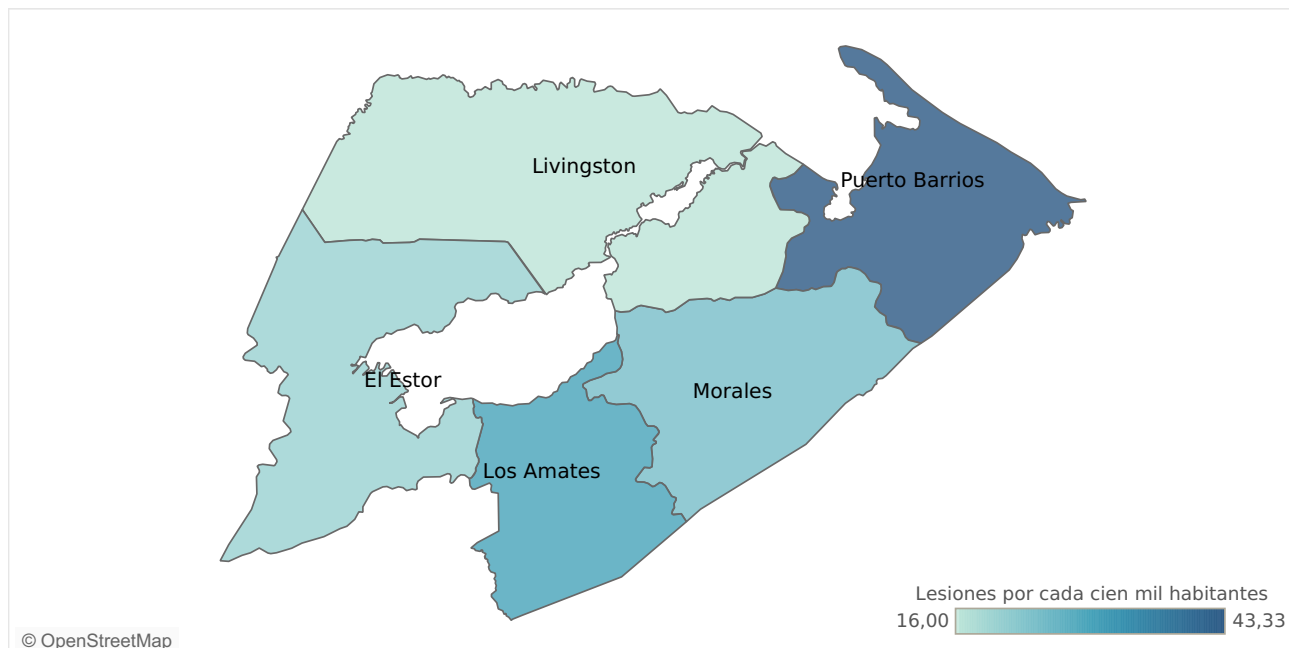 Livingston
Puerto Barrios
El Estor
Morales
Los Amates
Lesiones por cada cien mil habitantes
16,00 43,33
© OpenStreetMap